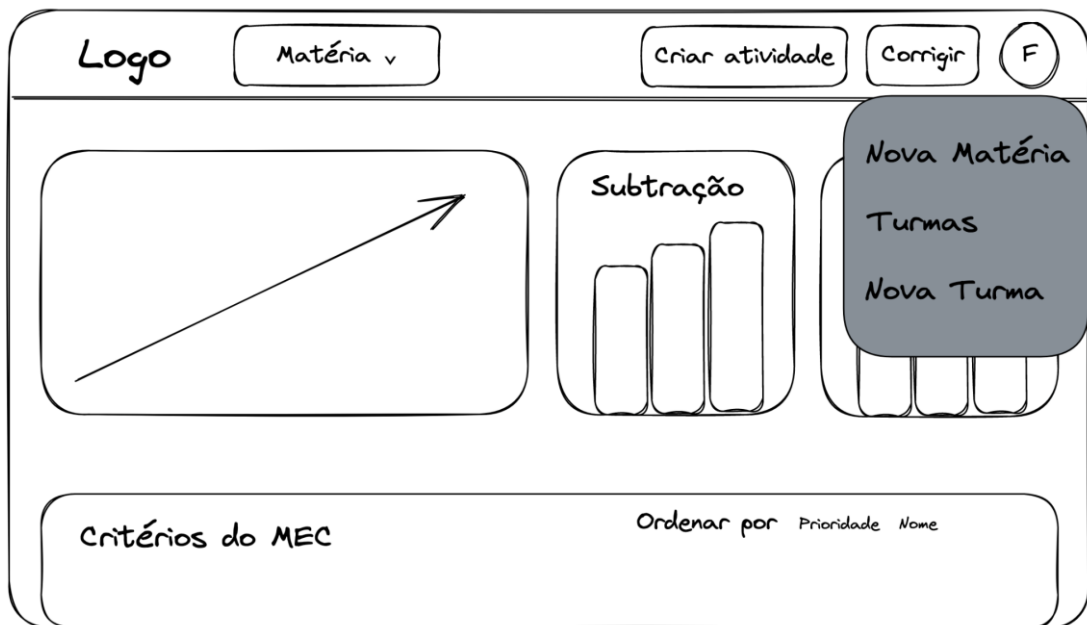 Logo
Matéria v
Criar atividade
Corrigir
F
Nova Matéria
Turmas
Nova Turma
Subtração
Critérios do MEC
Ordenar por Prioridade Nome